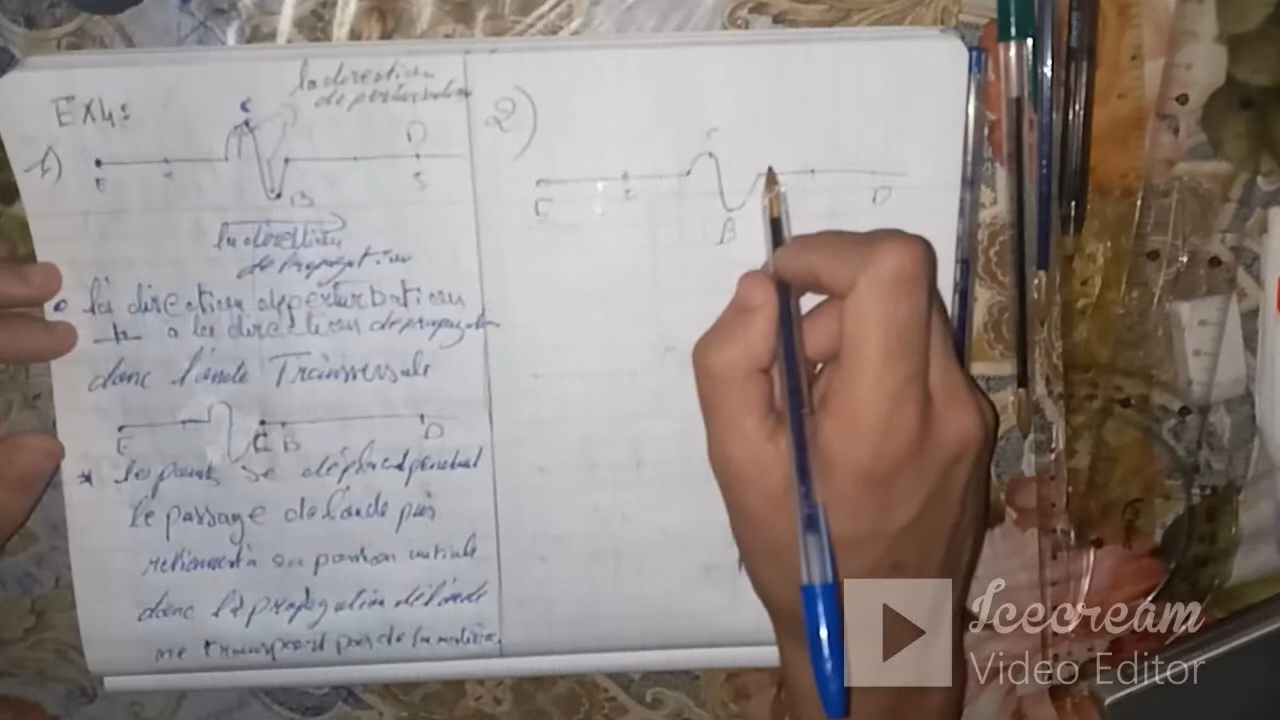 EX4:
la direction
de perturbation
1)
C
D
E
S
B
la direction
de propagation
• la direction de perturbation
à la direction de propagation
donc l'onde Transversale
E
C B
D
* le point se déplace pendant
le passage de l'onde puis
retiennent à sa position initiale
donc la propagation de l'onde
ne transport pas de la matière.
2)
E
B
D
Icecream
Video Editor